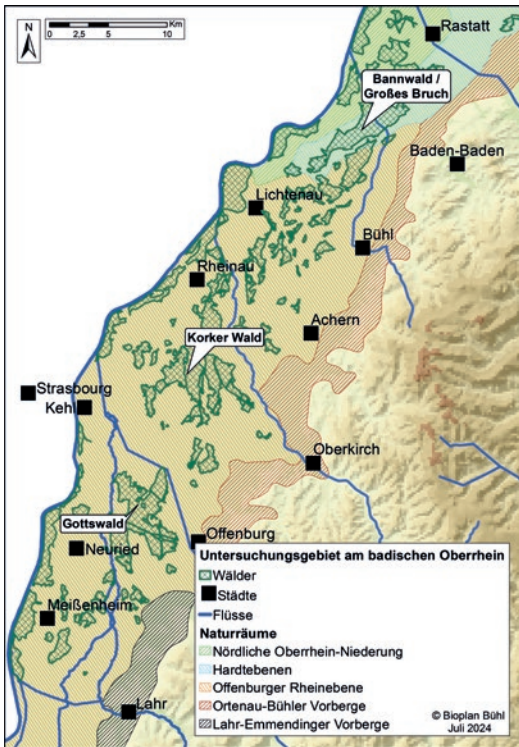 N
0 2,5 5 10
Km
Rastatt
Bannwald /
Großes Bruch
Baden-Baden
Lichtenau
Bühl
Rheinau
Achern
Korker Wald
Strasbourg
Kehl
Oberkirch
Gottswald
Offenburg
Neuried
Meißenheim
Lahr
Untersuchungsgebiet am badischen Oberrhein
Wälder
Städte
Flüsse
Naturräume
Nördliche Oberrhein-Niederung
Hardtebenen
Offenburger Rheinebene
Ortenau-Bühler Vorberge
Lahr-Emmendinger Vorberge
© Bioplan Bühl
Juli 2024